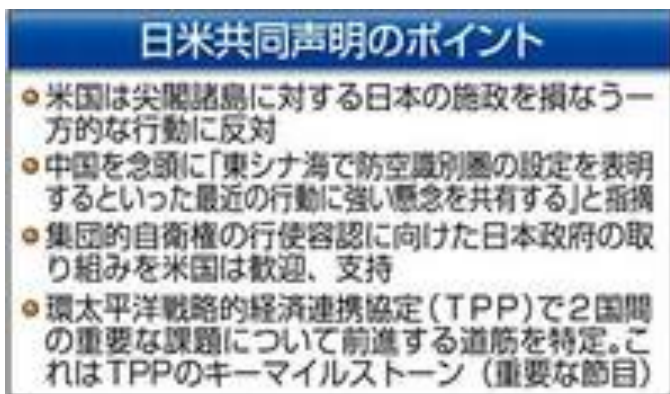 日米共同声明のポイント
米国は尖閣諸島に対する日本の施政を損なう一
方的な行動に反対
中国を念頭に「東シナ海で防空識別圏の設定を表明
するといった最近の行動に強い懸念を共有する」と指摘
集団的自衛権の行使容認に向けた日本政府の取
り組みを米国は歓迎、支持
環太平洋戦略的経済連携協定(TPP)で2国間
の重要な課題について前進する道筋を特定。こ
れはTPPのキーマイルストーン(重要な節目)